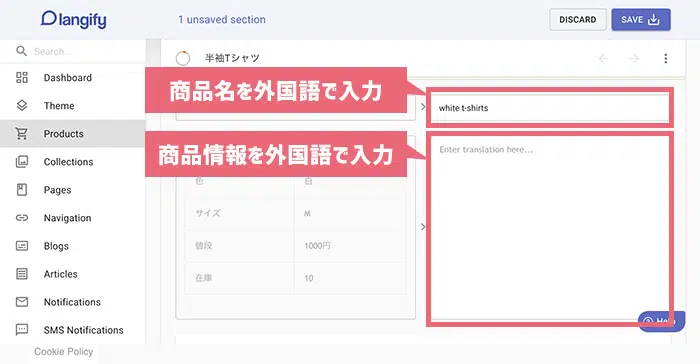 langify
1 unsaved section
DISCARD
SAVE
Search...
半袖Tシャツ
Dashboard
商品名を外国語で入力
white t-shirts
Theme
Products
商品情報を外国語で入力
Enter translation here...
Collections
色 白
Pages
サイズ M
Navigation
Blogs
値段 1000円
Articles
在庫 10
Notifications
Help
SMS Notifications
Cookie Policy